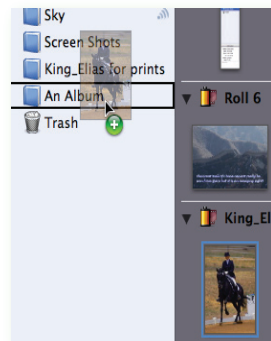 Sky
Screen Shots
King_Elias for prints
An Album
Trash
Roll 6
King_El